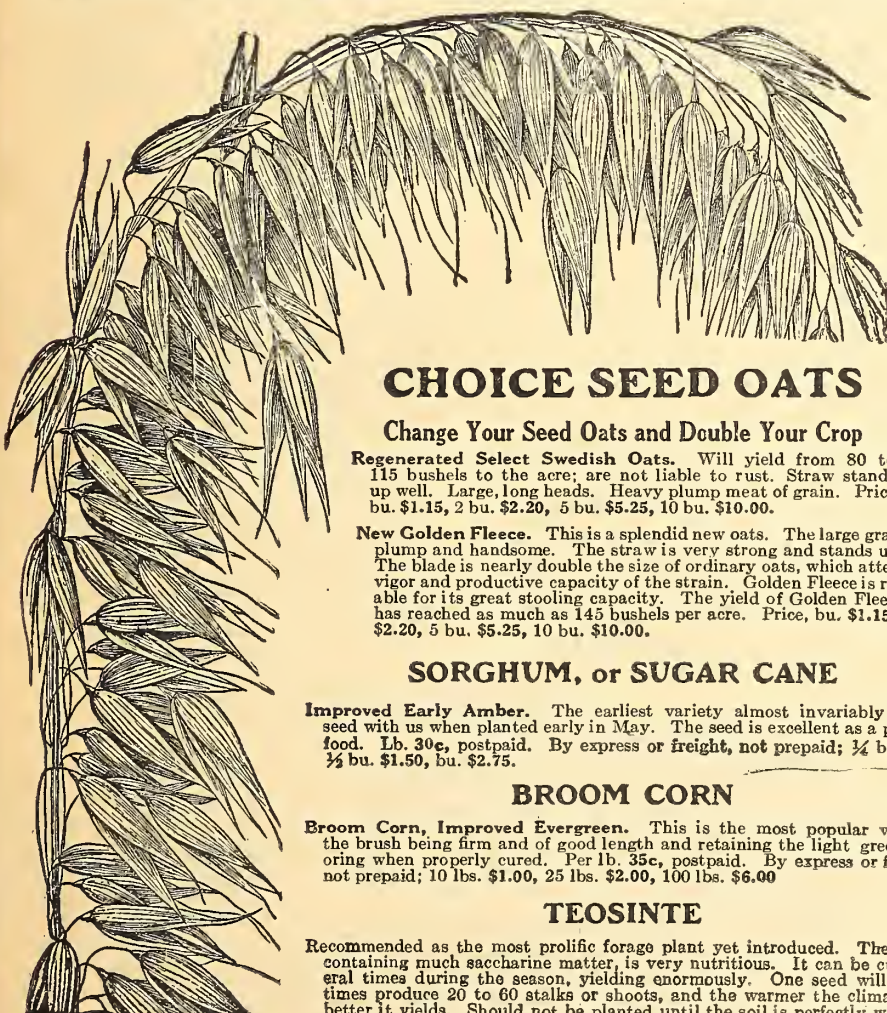 CHOICE SEED OATS
Change Your Seed Oats and Double Your Crop
Regenerated Select Swedish Oats. Will yield from 80
115 bushels to the acre; are not liable to rust. Straw stand
up well. Large, long heads. Heavy plump meat of grain. Pric
bu. $1.15, 2 bu. $2.20, 5 bu. $5.25, 10 bu. $10.00.
New Golden Fleece. This is a splendid new oats. The large gra
plump and handsome. The straw is very strong and stands u
The blade is nearly double the size of ordinary oats, which atte
vigor and productive capacity of the strain. Golden Fleece is r
able for its great stooling capacity. The yield of Golden Flee
has reached as much as 145 bushels per acre. Price, bu. $1.15
$2.20, 5 bu. $5.25, 10 bu. $10.00.
SORGHUM, or SUGAR CANE
Improved Early Amber. The earliest variety almost invariably
seed with us when planted early in May. The seed is excellent as a p
food. Lb. 30c, postpaid. By express or freight, not prepaid; ¼ b
½ bu. $1.50, bu. $2.75.
BROOM CORN
Broom Corn, Improved Evergreen. This is the most popular v
the brush being firm and of good length and retaining the light gree
oring when properly cured. Per lb. 35c, postpaid. By express or f
not prepaid; 10 lbs. $1.00, 25 lbs. $2.00, 100 lbs. $6.00
TEOSINTE
Recommended as the most prolific forage plant yet introduced. The
containing much saccharine matter, is very nutritious. It can be c
eral times during the season, yielding enormously. One seed will
times produce 20 to 60 stalks or shoots, and the warmer the clima
better it yields. Should not be planted until the soil is perfectly